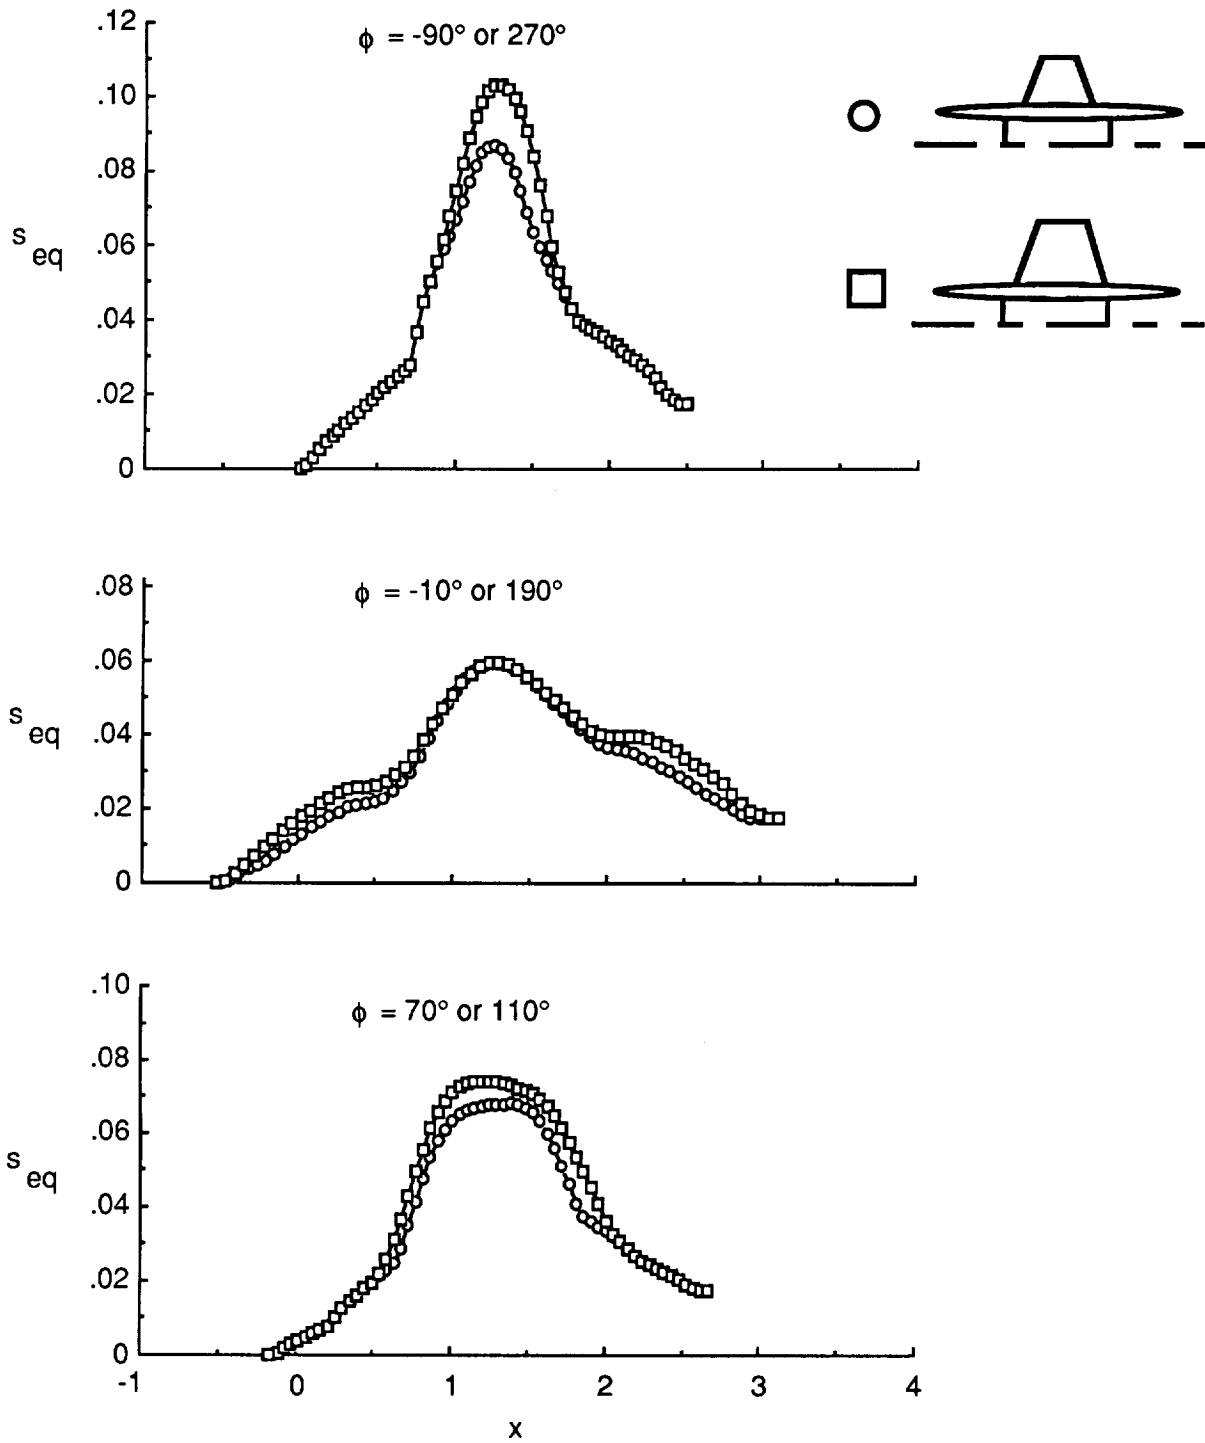 .12
ϕ = -90° or 270°
.10
.08
s eq
.06
.04
.02
0
.08
ϕ = -10° or 190°
.06
s eq
.04
.02
0
.10
ϕ = 70° or 110°
.08
.06
s eq
.04
.02
0
-1 0 1 2 3 4
x